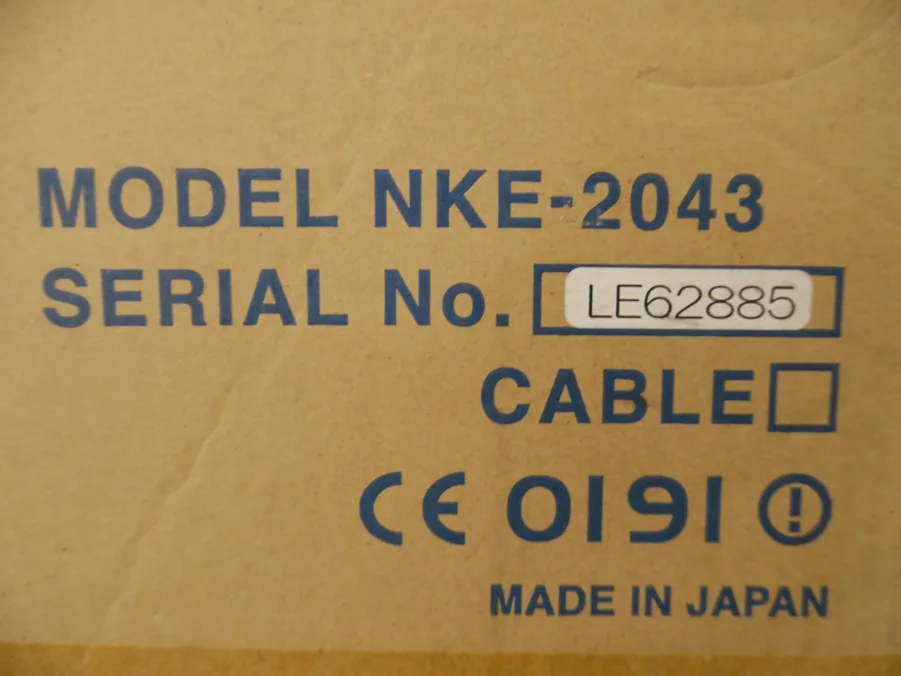 MODEL NKE-2043
SERIAL No. LE62885
CABLE
CE 0191 !
MADE IN JAPAN